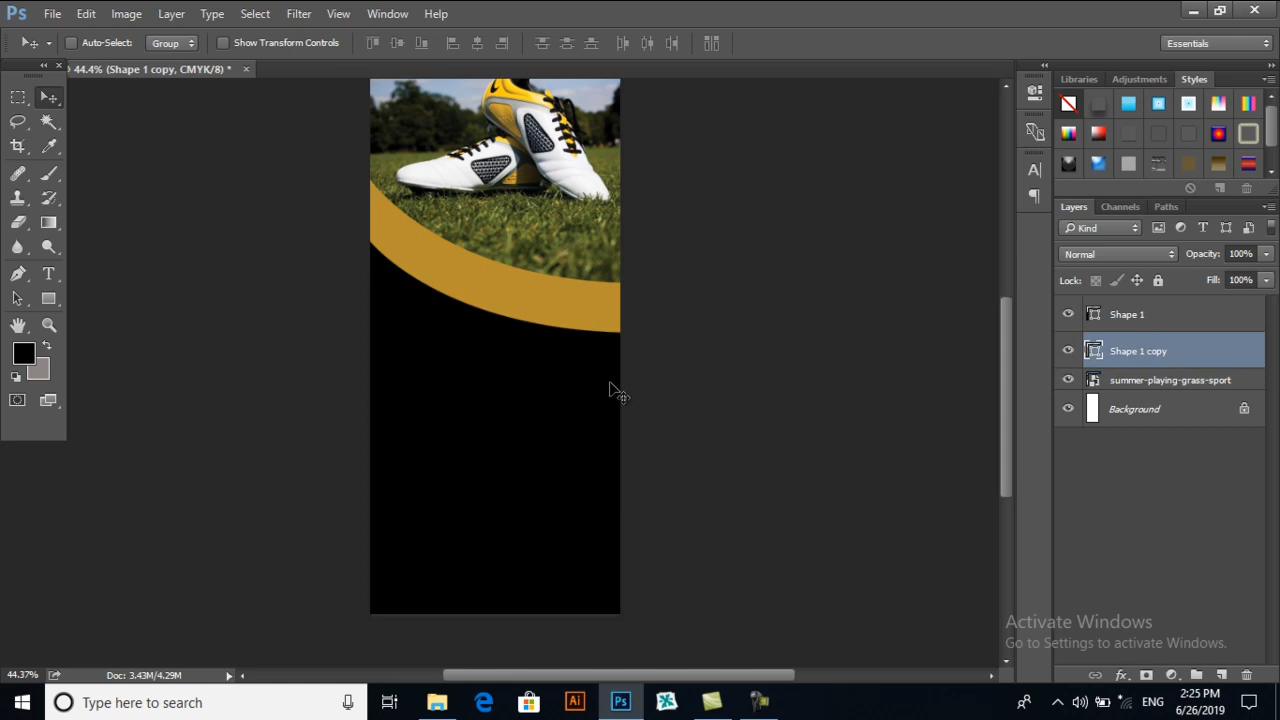 Ps File Edit Image Layer Type Select Filter View Window Help
Auto-Select: Group Show Transform Controls Essentials
44.4% (Shape 1 copy, CMYK/8) * ×
Libraries Adjustments Styles
Layers Channels Paths
Kind
Normal Opacity: 100%
Lock: Fill: 100%
Shape 1
Shape 1 copy
summer-playing-grass-sport
Background
Activate Windows
Go to Settings to activate Windows.
44.37% Doc: 3.43M/4.29M
Type here to search Ai Ps ENG 2:25 PM
6/26/2019